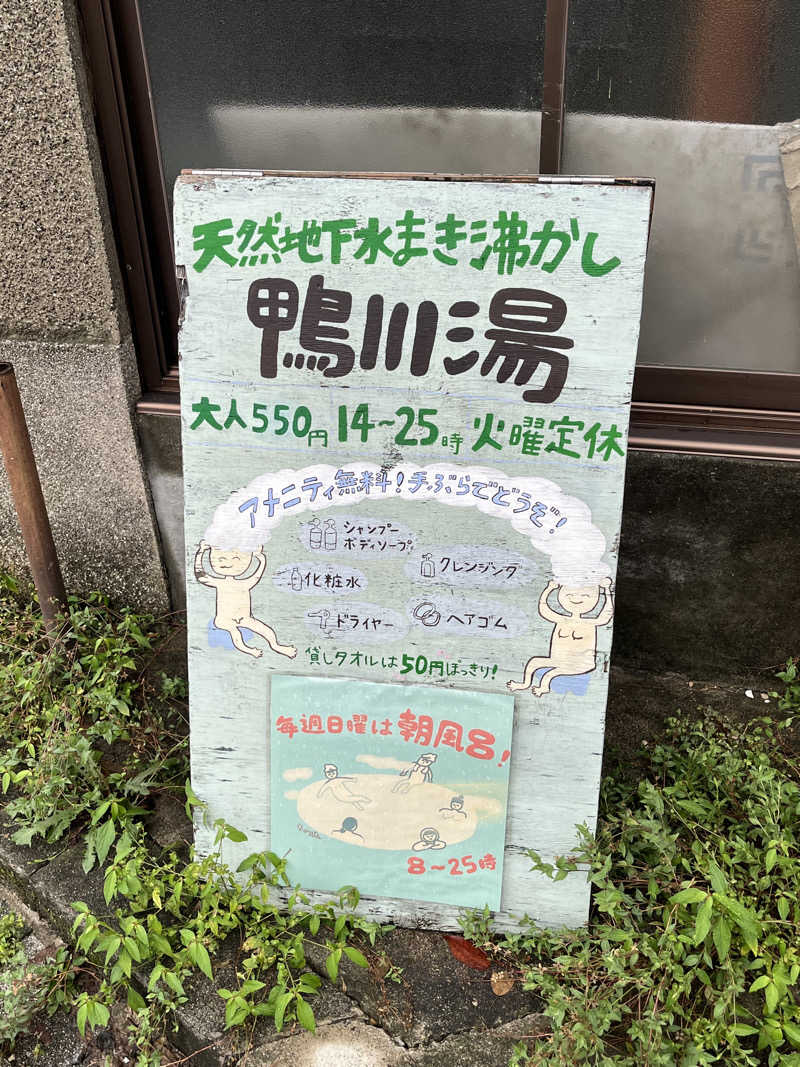 天然地下水まき沸かし
鴨川湯
大人550円 14～25時 火曜定休
アナニティ無料!手ぶらでどうぞ!
シャンプー
ボディソープ
クレンジング
化粧水
ドライヤー
ヘアゴム
貸しタオルは50円ぽっきり!
毎週日曜は朝風呂!
8～25時